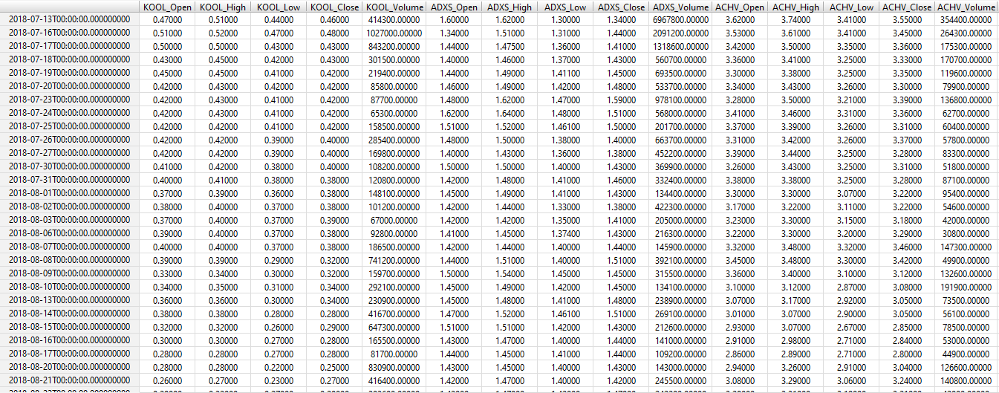 KOOL_Open KOOL_High KOOL_Low KOOL_Close KOOL_Volume ADXS_Open ADXS_High ADXS_Low ADXS_Close ADXS_Volume ACHV_Open ACHV_High ACHV_Low ACHV_Close ACHV_Volume
2018-07-13T00:00:00.000000000 0.47000 0.51000 0.44000 0.46000 414300.00000 1.60000 1.62000 1.30000 1.34000 6967800.00000 3.62000 3.74000 3.41000 3.55000 354400.00000
2018-07-16T00:00:00.000000000 0.51000 0.52000 0.47000 0.48000 1027000.00000 1.34000 1.51000 1.31000 1.44000 2091200.00000 3.53000 3.61000 3.41000 3.45000 264300.00000
2018-07-17T00:00:00.000000000 0.50000 0.50000 0.43000 0.43000 843200.00000 1.44000 1.47500 1.36000 1.41000 1318600.00000 3.42000 3.50000 3.35000 3.36000 175300.00000
2018-07-18T00:00:00.000000000 0.43000 0.45000 0.42000 0.43000 301500.00000 1.40000 1.46000 1.37000 1.43000 560700.00000 3.36000 3.41000 3.25000 3.33000 170700.00000
2018-07-19T00:00:00.000000000 0.45000 0.45000 0.41000 0.42000 219400.00000 1.44000 1.49000 1.41100 1.45000 693500.00000 3.30000 3.38000 3.25000 3.35000 119600.00000
2018-07-20T00:00:00.000000000 0.42000 0.43000 0.42000 0.42000 85800.00000 1.46000 1.49000 1.42000 1.48000 533700.00000 3.34000 3.43000 3.26000 3.30000 79900.00000
2018-07-23T00:00:00.000000000 0.42000 0.43000 0.41000 0.42000 87700.00000 1.48000 1.62000 1.47000 1.59000 978100.00000 3.28000 3.50000 3.21000 3.39000 136800.00000
2018-07-24T00:00:00.000000000 0.42000 0.43000 0.41000 0.42000 65300.00000 1.62000 1.64000 1.48000 1.51000 568000.00000 3.41000 3.46000 3.31000 3.36000 62700.00000
2018-07-25T00:00:00.000000000 0.42000 0.42000 0.41000 0.42000 158500.00000 1.51000 1.52000 1.46100 1.50000 201700.00000 3.37000 3.39000 3.26000 3.31000 60400.00000
2018-07-26T00:00:00.000000000 0.42000 0.42000 0.39000 0.40000 285400.00000 1.48000 1.50000 1.38000 1.40000 663700.00000 3.31000 3.42000 3.26000 3.37000 57800.00000
2018-07-27T00:00:00.000000000 0.42000 0.42000 0.39000 0.40000 169800.00000 1.40000 1.43000 1.36000 1.38000 452200.00000 3.39000 3.44000 3.25000 3.28000 83300.00000
2018-07-30T00:00:00.000000000 0.41000 0.42000 0.38000 0.40000 108200.00000 1.50000 1.50000 1.40000 1.43000 369900.00000 3.26000 3.43000 3.25000 3.31000 51800.00000
2018-07-31T00:00:00.000000000 0.40000 0.41000 0.38000 0.38000 120800.00000 1.42000 1.48000 1.41000 1.46000 332400.00000 3.38000 3.38000 3.25000 3.28000 87100.00000
2018-08-01T00:00:00.000000000 0.37000 0.39000 0.36000 0.38000 148100.00000 1.45000 1.49000 1.41000 1.43000 134400.00000 3.30000 3.30000 3.07000 3.22000 95400.00000
2018-08-02T00:00:00.000000000 0.38000 0.40000 0.37000 0.38000 101200.00000 1.42000 1.44000 1.33000 1.38000 422300.00000 3.17000 3.22000 3.11000 3.22000 54600.00000
2018-08-03T00:00:00.000000000 0.37000 0.40000 0.37000 0.39000 67000.00000 1.42000 1.42000 1.35000 1.41000 205000.00000 3.23000 3.30000 3.15000 3.18000 42000.00000
2018-08-06T00:00:00.000000000 0.39000 0.40000 0.37000 0.38000 92800.00000 1.41000 1.45000 1.37400 1.43000 216300.00000 3.22000 3.30000 3.20000 3.29000 30800.00000
2018-08-07T00:00:00.000000000 0.40000 0.40000 0.37000 0.38000 186500.00000 1.42000 1.44000 1.40000 1.44000 145900.00000 3.32000 3.48000 3.32000 3.46000 147300.00000
2018-08-08T00:00:00.000000000 0.39000 0.39000 0.29000 0.32000 741200.00000 1.44000 1.51000 1.40000 1.51000 392100.00000 3.45000 3.48000 3.30000 3.42000 49900.00000
2018-08-09T00:00:00.000000000 0.33000 0.34000 0.30000 0.32000 159700.00000 1.50000 1.54000 1.45000 1.45000 315500.00000 3.36000 3.40000 3.10000 3.12000 132600.00000
2018-08-10T00:00:00.000000000 0.34000 0.35000 0.31000 0.34000 292100.00000 1.45000 1.49000 1.42000 1.45000 134100.00000 3.10000 3.12000 2.87000 3.08000 191900.00000
2018-08-13T00:00:00.000000000 0.36000 0.36000 0.30000 0.34000 230900.00000 1.45000 1.48000 1.41000 1.48000 238900.00000 3.07000 3.17000 2.92000 3.05000 73500.00000
2018-08-14T00:00:00.000000000 0.38000 0.38000 0.28000 0.28000 416700.00000 1.47000 1.52000 1.46100 1.51000 269100.00000 3.01000 3.07000 2.90000 3.05000 56100.00000
2018-08-15T00:00:00.000000000 0.32000 0.32000 0.26000 0.29000 647300.00000 1.51000 1.51000 1.42000 1.43000 212600.00000 2.93000 3.07000 2.67000 2.85000 78500.00000
2018-08-16T00:00:00.000000000 0.30000 0.30000 0.27000 0.28000 165500.00000 1.43000 1.47000 1.40000 1.44000 141000.00000 2.91000 2.98000 2.71000 2.84000 53000.00000
2018-08-17T00:00:00.000000000 0.28000 0.28000 0.27000 0.28000 81700.00000 1.44000 1.45000 1.41000 1.44000 109200.00000 2.86000 2.89000 2.71000 2.80000 44900.00000
2018-08-20T00:00:00.000000000 0.28000 0.28000 0.22000 0.25000 830900.00000 1.43000 1.45000 1.40000 1.43000 143000.00000 2.94000 3.26000 2.91000 3.04000 126600.00000
2018-08-21T00:00:00.000000000 0.26000 0.27000 0.23000 0.27000 416400.00000 1.42000 1.43000 1.40000 1.42000 245500.00000 3.08000 3.29000 3.06000 3.24000 140800.00000